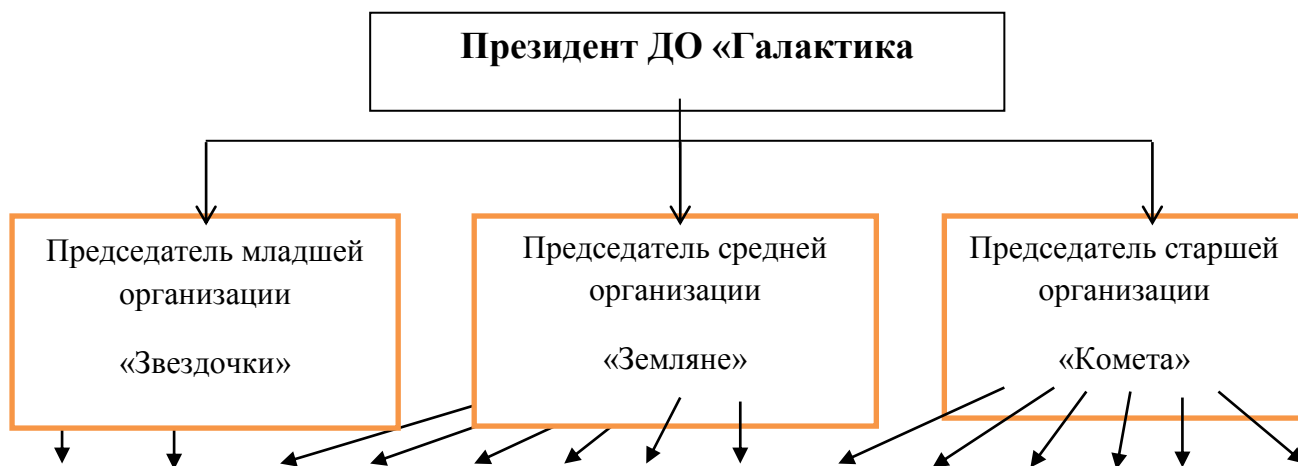 Президент ДО «Галактика
Председатель младшей
организации
«Звездочки»
Председатель средней
организации
«Земляне»
Председатель старшей
организации
«Комета»